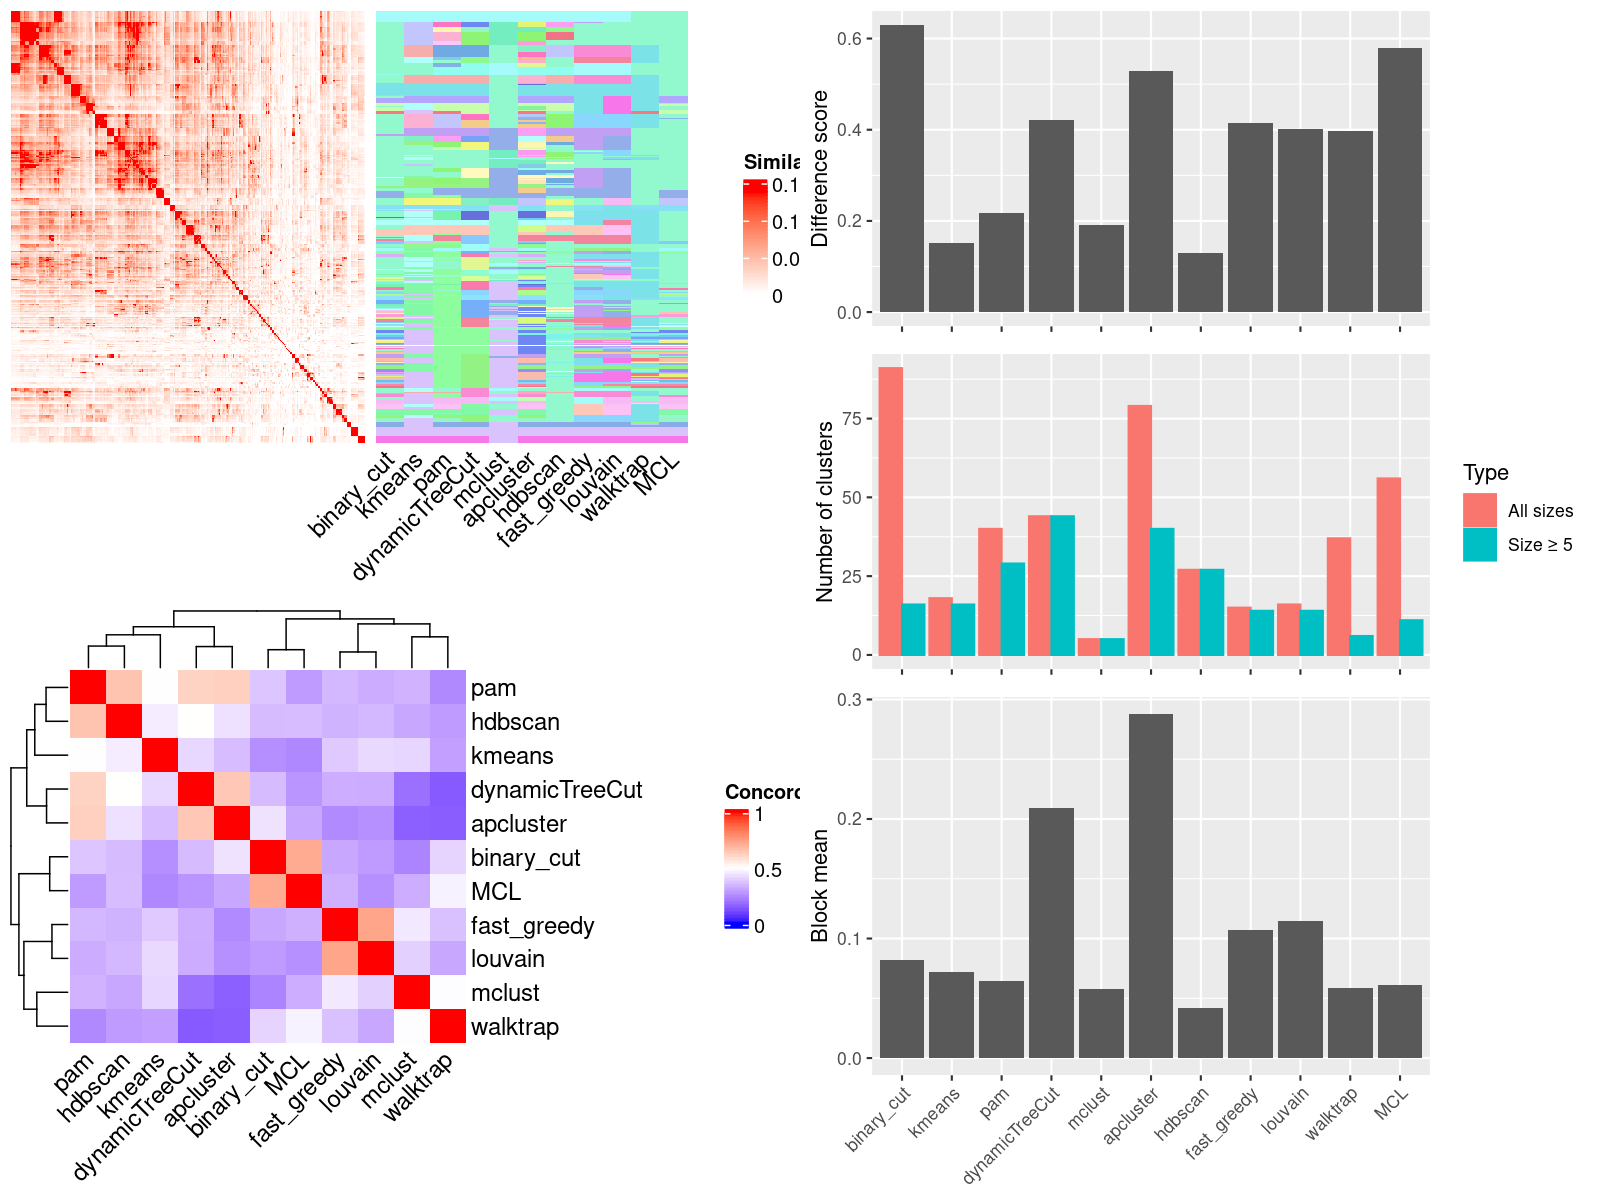 Simila
0.1
0.1
0.0
0
binary_cut
kmeans
pam
dynamicTreeCut
mclust
apcluster
hdbscan
fast_greedy
louvain
walktrap
MCL
pam
hdbscan
kmeans
dynamicTreeCut
apcluster
binary_cut
MCL
fast_greedy
louvain
mclust
walktrap
pam
hdbscan
kmeans
dynamicTreeCut
apcluster
binary_cut
MCL
fast_greedy
louvain
mclust
walktrap
Concorc
1
0.5
0
Difference score
0.6
0.4
0.2
0.0
Number of clusters
75
50
25
0
Type
All sizes
Size ≥ 5
Block mean
0.3
0.2
0.1
0.0
binary_cut
kmeans
pam
dynamicTreeCut
mclust
apcluster
hdbscan
fast_greedy
louvain
walktrap
MCL